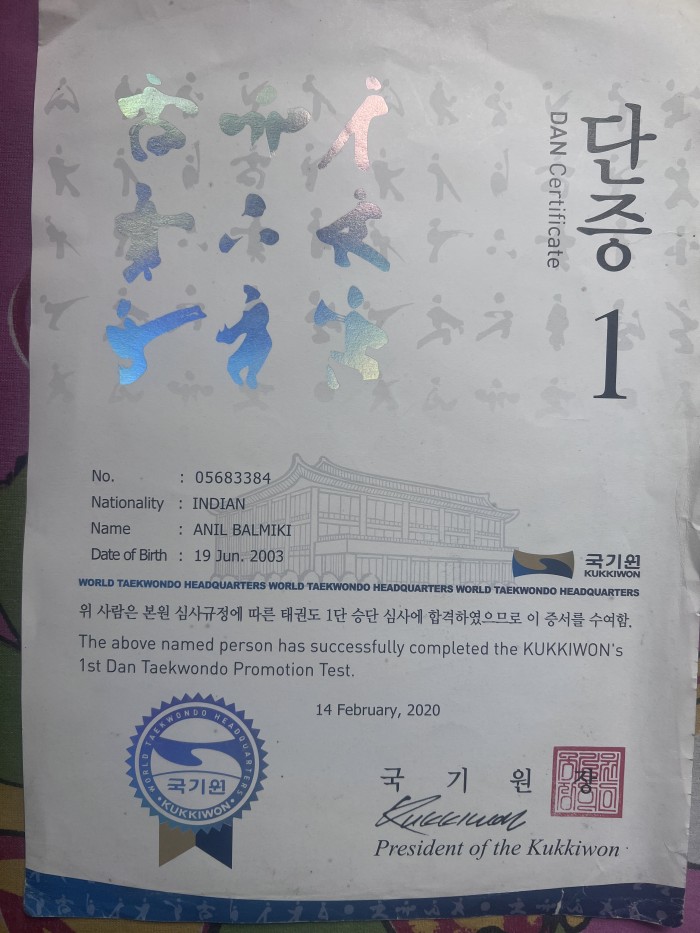 단증
DAN Certificate
1
No. : 05683384
Nationality : INDIAN
Name : ANIL BALMIKI
Date of Birth : 19 Jun. 2003
국기원
KUKKIWON
WORLD TAEKWONDO HEADQUARTERS WORLD TAEKWONDO HEADQUARTERS WORLD TAEKWONDO HEADQUARTERS
위 사람은 본원 심사규정에 따른 태권도 1단 승단 심사에 합격하였으므로 이 증서를 수여함.
The above named person has successfully completed the KUKKIWON's
1st Dan Taekwondo Promotion Test.
14 February, 2020
WORLD TAEKWONDO HEADQUARTERS
국기원
KUKKIWON
국 기 원 장
Kukkiwon
President of the Kukkiwon